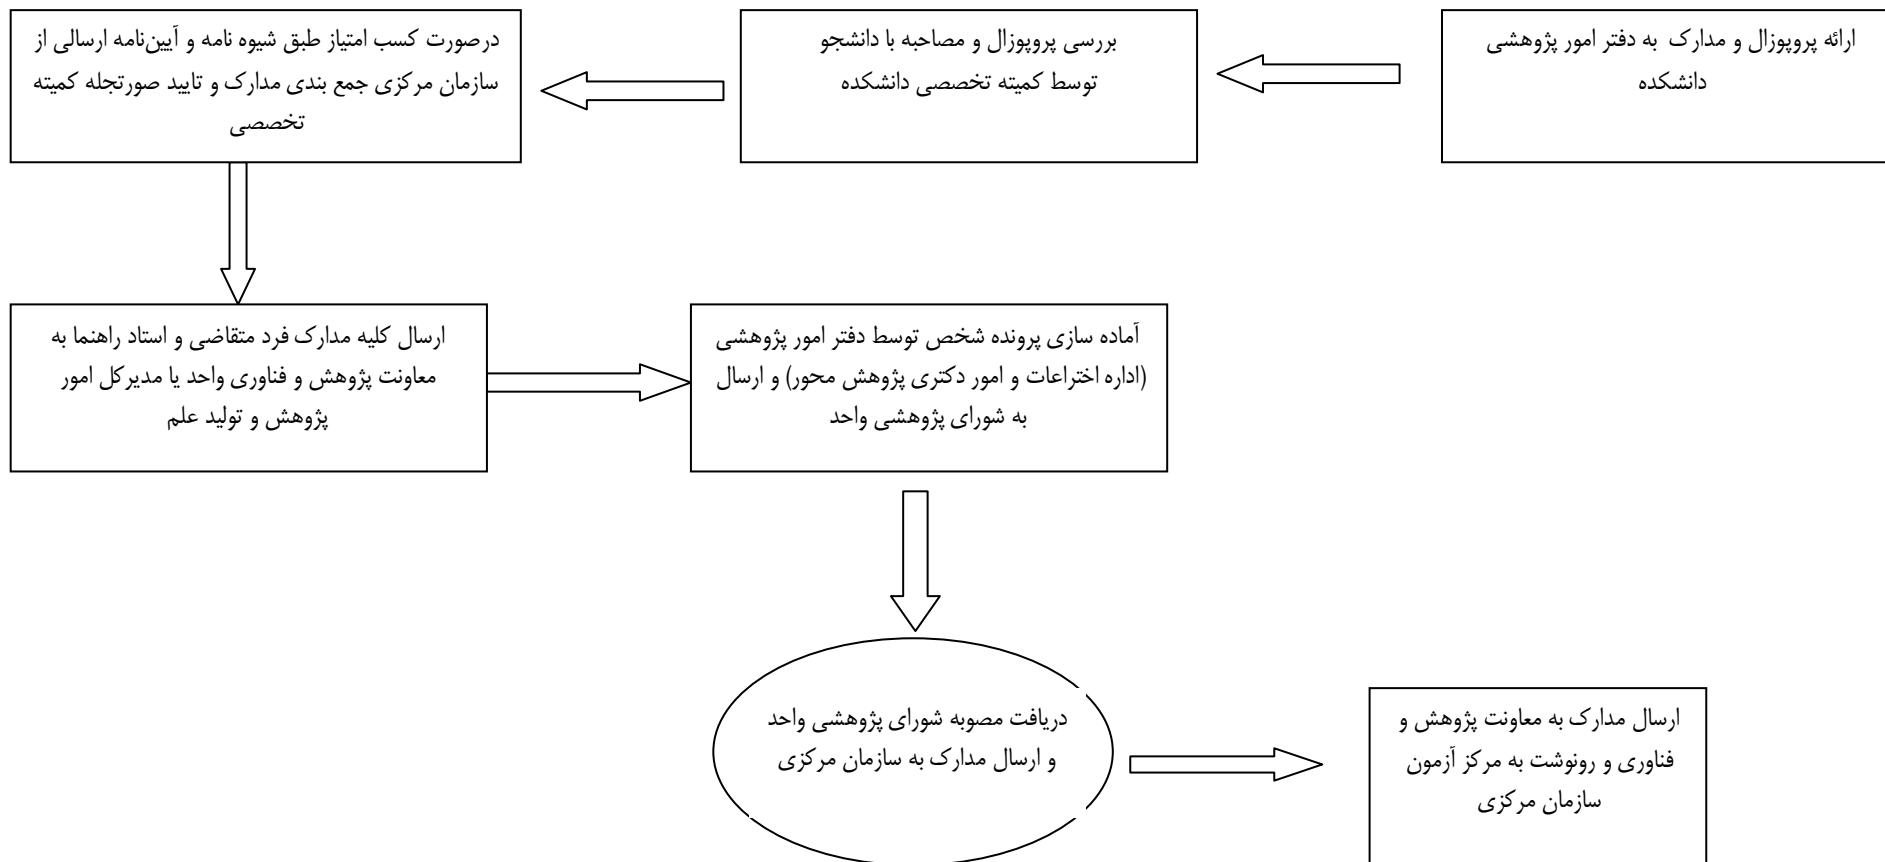 ارائه پروپوزال و مدارک به دفتر امور پژوهشی
دانشکده
بررسی پروپوزال و مصاحبه با دانشجو
توسط کمیته تخصصی دانشکده
درصورت کسب امتیاز طبق شیوه نامه و آیین‌نامه ارسالی از
سازمان مرکزی جمع بندی مدارک و تایید صورتجله کمیته
تخصصی
ارسال کلیه مدارک فرد متقاضی و استاد راهنما به
معاونت پژوهش و فناوری واحد یا مدیرکل امور
پژوهش و تولید علم
آماده سازی پرونده شخص توسط دفتر امور پژوهشی
(اداره اختراعات و امور دکتری پژوهش محور) و ارسال
به شورای پژوهشی واحد
دریافت مصوبه شورای پژوهشی واحد
و ارسال مدارک به سازمان مرکزی
ارسال مدارک به معاونت پژوهش و
فناوری و رونوشت به مرکز آزمون
سازمان مرکزی